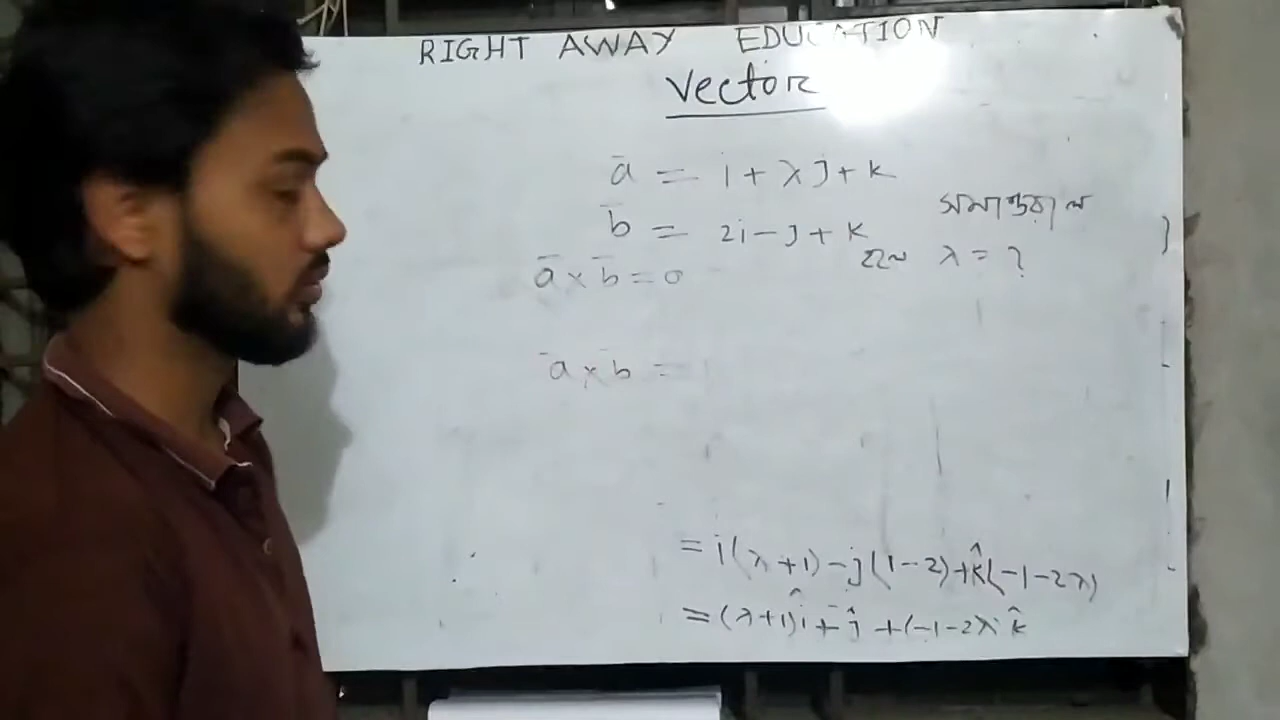 RIGHT AWAY EDUCATION
Vector
a̅ = i + λj + k
b̅ = 2i - j + k
সমান্তরাল
হলে λ = ?
a̅ × b̅ = 0
a̅ × b̅ =
= i(λ+1) - j(1-2) + k̂(-1-2λ)
= (λ+1)î + ĵ + (-1-2λ k̂